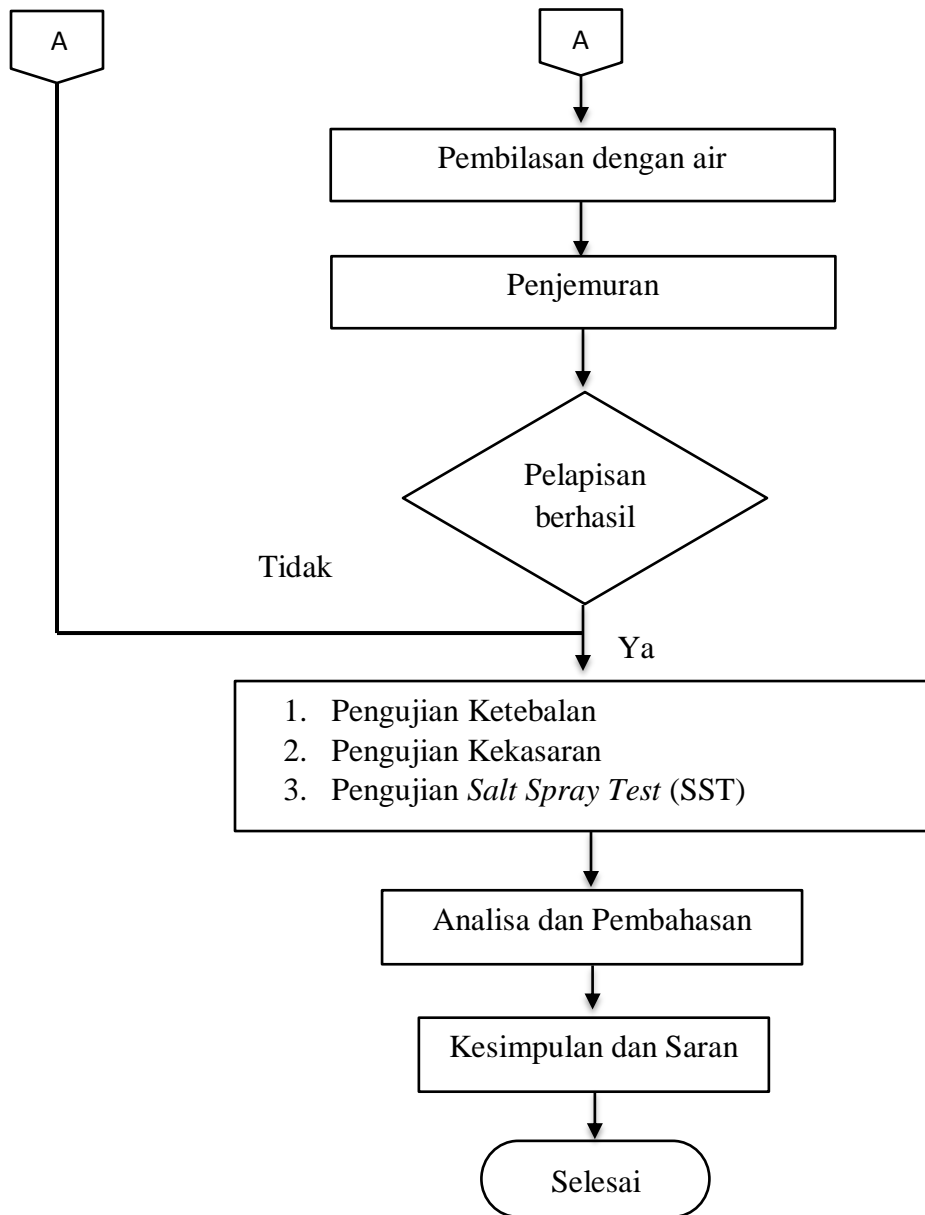 A
A
Pembilasan dengan air
Penjemuran
Pelapisan
berhasil
Tidak
Ya
1. Pengujian Ketebalan
2. Pengujian Kekasaran
3. Pengujian Salt Spray Test (SST)
Analisa dan Pembahasan
Kesimpulan dan Saran
Selesai